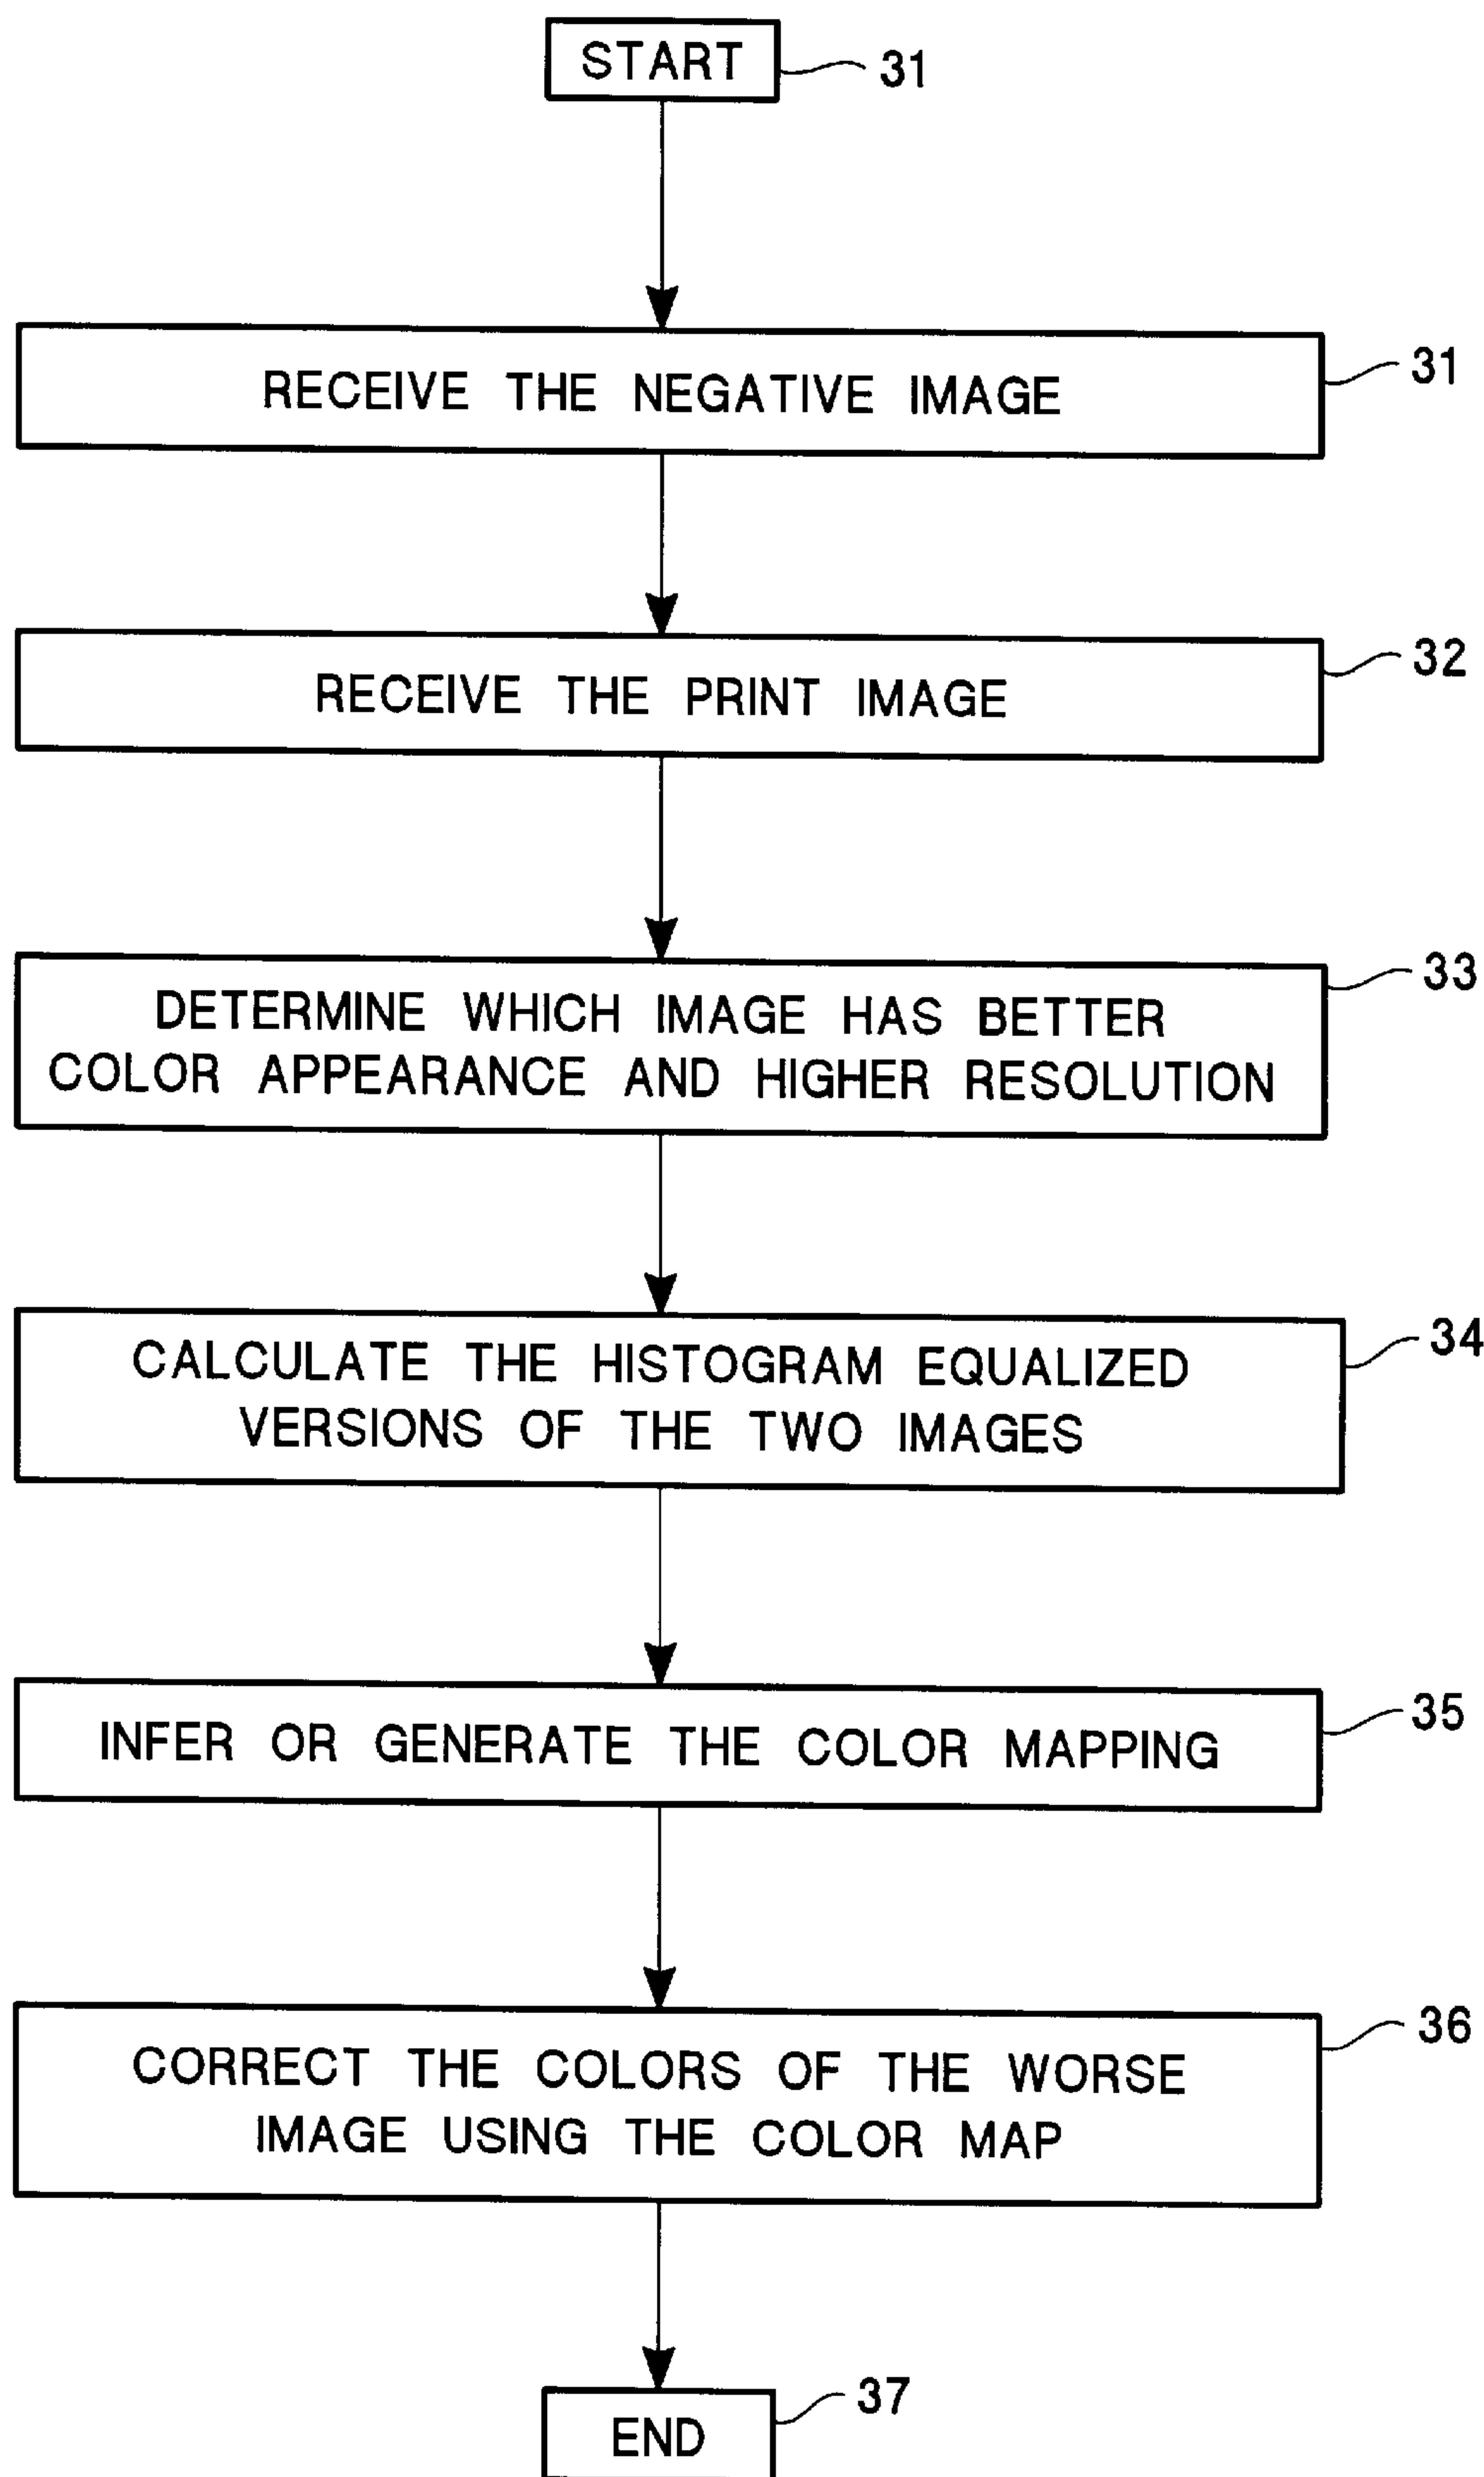 START
31
RECEIVE THE NEGATIVE IMAGE
31
RECEIVE THE PRINT IMAGE
32
DETERMINE WHICH IMAGE HAS BETTER
COLOR APPEARANCE AND HIGHER RESOLUTION
33
CALCULATE THE HISTOGRAM EQUALIZED
VERSIONS OF THE TWO IMAGES
34
INFER OR GENERATE THE COLOR MAPPING
35
CORRECT THE COLORS OF THE WORSE
IMAGE USING THE COLOR MAP
36
END
37